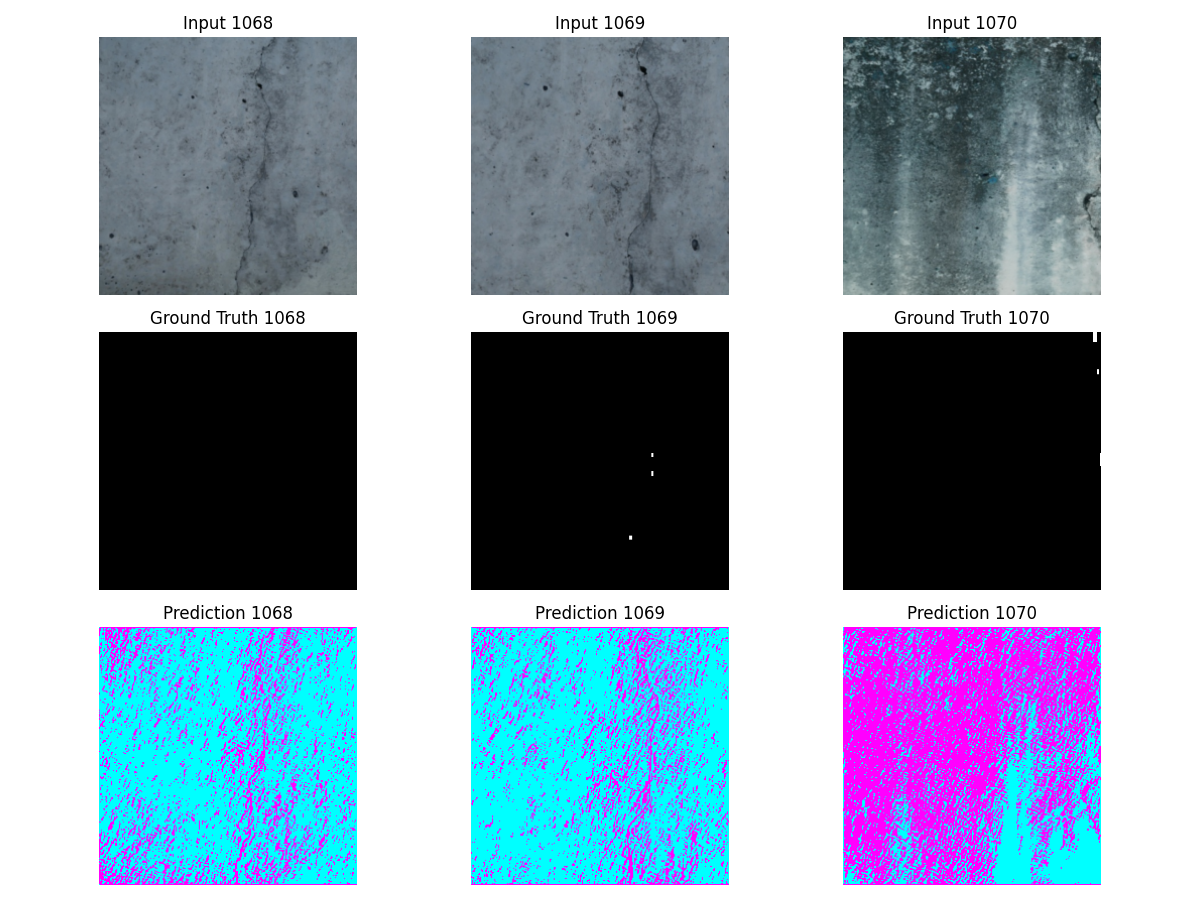 Input 1068
Input 1069
Input 1070
Ground Truth 1068
Ground Truth 1069
Ground Truth 1070
Prediction 1068
Prediction 1069
Prediction 1070